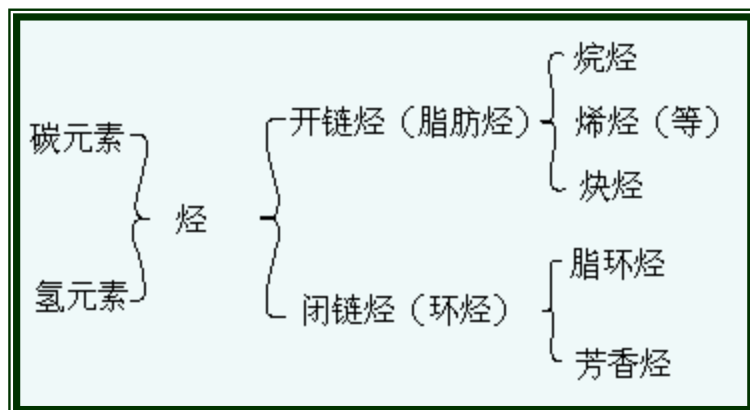 碳元素
氢元素
烃
开链烃（脂肪烃）
烷烃
烯烃（等）
炔烃
闭链烃（环烃）
脂环烃
芳香烃